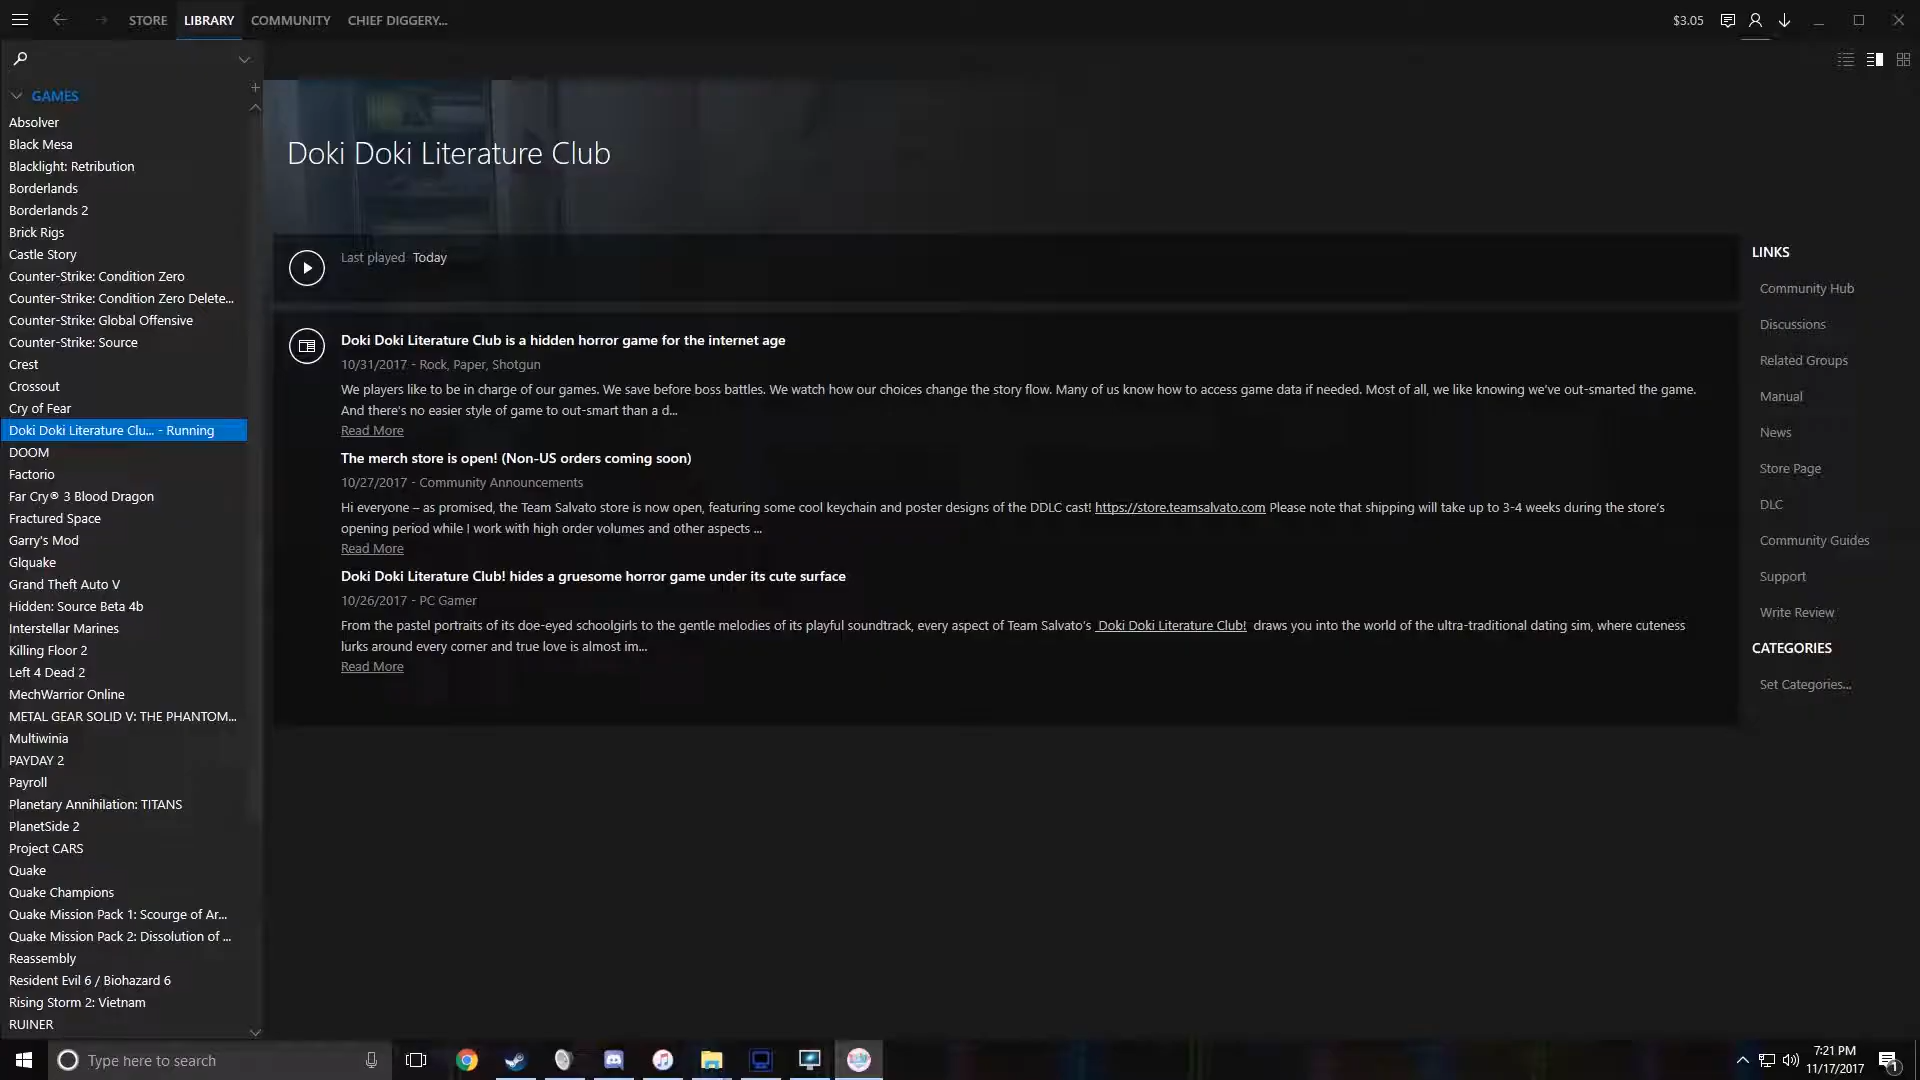 STORE LIBRARY COMMUNITY CHIEF DIGGERY... $3.05
GAMES
Absolver
Black Mesa
Blacklight: Retribution
Borderlands
Borderlands 2
Brick Rigs
Castle Story
Counter-Strike: Condition Zero
Counter-Strike: Condition Zero Delete...
Counter-Strike: Global Offensive
Counter-Strike: Source
Crest
Crossout
Cry of Fear
Doki Doki Literature Clu... - Running
DOOM
Factorio
Far Cry® 3 Blood Dragon
Fractured Space
Garry's Mod
Glquake
Grand Theft Auto V
Hidden: Source Beta 4b
Interstellar Marines
Killing Floor 2
Left 4 Dead 2
MechWarrior Online
METAL GEAR SOLID V: THE PHANTOM...
Multiwinia
PAYDAY 2
Payroll
Planetary Annihilation: TITANS
PlanetSide 2
Project CARS
Quake
Quake Champions
Quake Mission Pack 1: Scourge of Ar...
Quake Mission Pack 2: Dissolution of ...
Reassembly
Resident Evil 6 / Biohazard 6
Rising Storm 2: Vietnam
RUINER
Doki Doki Literature Club
Last played Today
Doki Doki Literature Club is a hidden horror game for the internet age
10/31/2017 - Rock, Paper, Shotgun
We players like to be in charge of our games. We save before boss battles. We watch how our choices change the story flow. Many of us know how to access game data if needed. Most of all, we like knowing we've out-smarted the game.
And there's no easier style of game to out-smart than a d...
Read More
The merch store is open! (Non-US orders coming soon)
10/27/2017 - Community Announcements
Hi everyone – as promised, the Team Salvato store is now open, featuring some cool keychain and poster designs of the DDLC cast! https://store.teamsalvato.com Please note that shipping will take up to 3-4 weeks during the store's
opening period while I work with high order volumes and other aspects ...
Read More
Doki Doki Literature Club! hides a gruesome horror game under its cute surface
10/26/2017 - PC Gamer
From the pastel portraits of its doe-eyed schoolgirls to the gentle melodies of its playful soundtrack, every aspect of Team Salvato's Doki Doki Literature Club! draws you into the world of the ultra-traditional dating sim, where cuteness
lurks around every corner and true love is almost im...
Read More
LINKS
Community Hub
Discussions
Related Groups
Manual
News
Store Page
DLC
Community Guides
Support
Write Review
CATEGORIES
Set Categories...
Type here to search
7:21 PM
11/17/2017
1